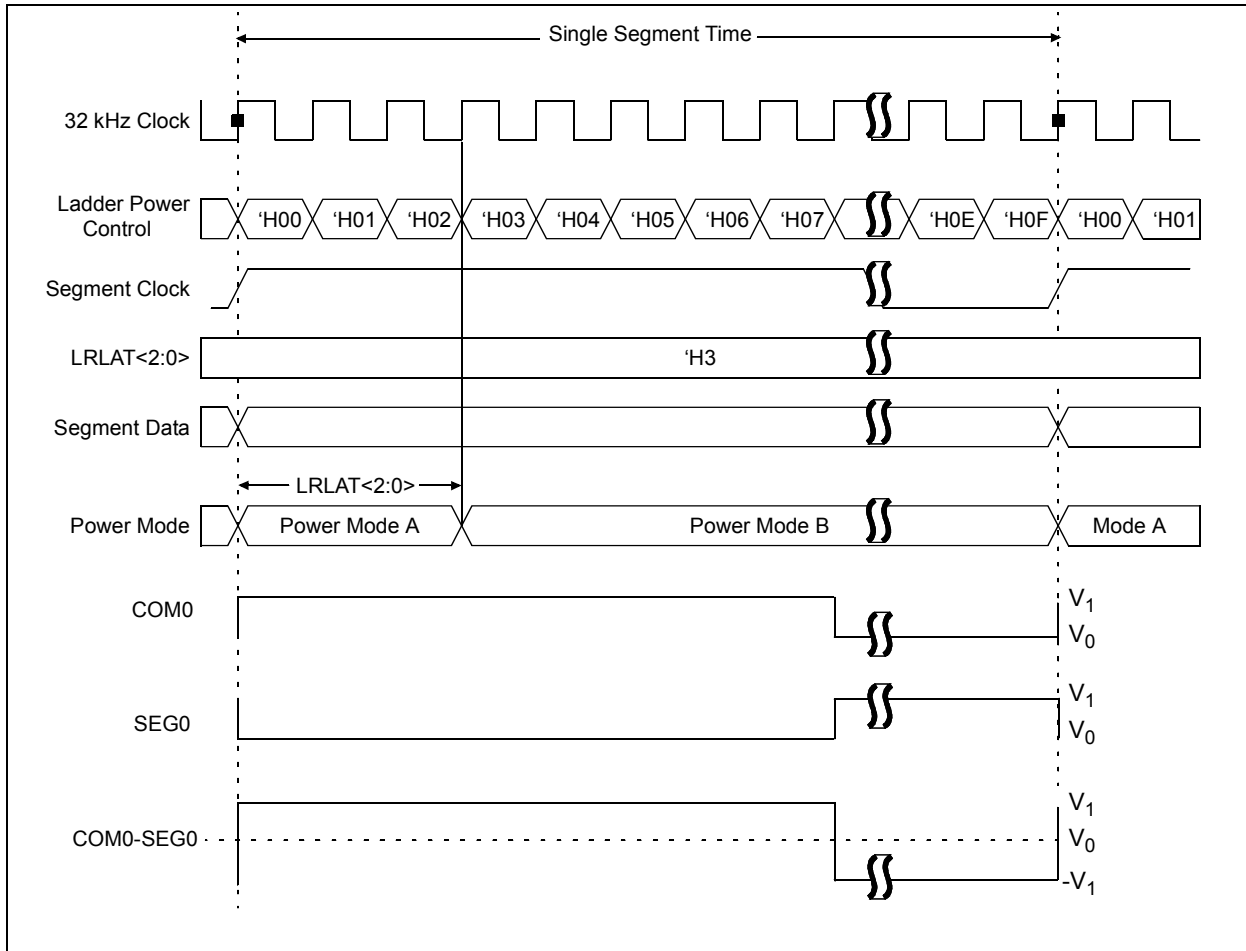 Single Segment Time
32 kHz Clock
Ladder Power
Control
‘H00 ‘H01 ‘H02 ‘H03 ‘H04 ‘H05 ‘H06 ‘H07 ‘H0E ‘H0F ‘H00 ‘H01
Segment Clock
LRLAT<2:0>
‘H3
Segment Data
LRLAT<2:0>
Power Mode
Power Mode A
Power Mode B
Mode A
COM0
V1
V0
SEG0
V1
V0
COM0-SEG0
V1
V0
-V1